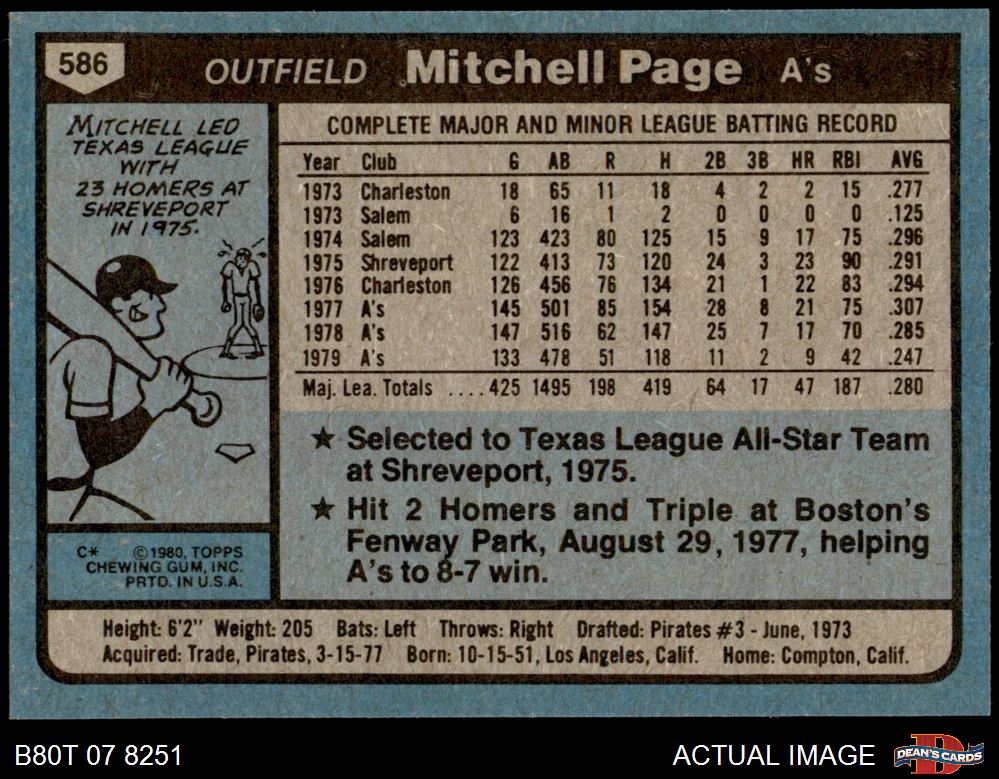 586 OUTFIELD Mitchell Page A's
MITCHELL LED
TEXAS LEAGUE
WITH
23 HOMERS AT
SHREVEPORT
IN 1975.
C* ©1980, TOPPS
CHEWING GUM, INC.
PRTD. IN U.S.A.
COMPLETE MAJOR AND MINOR LEAGUE BATTING RECORD
Year Club G AB R H 2B 3B HR RBI AVG
1973 Charleston 18 65 11 18 4 2 2 15 .277
1973 Salem 6 16 1 2 0 0 0 0 .125
1974 Salem 123 423 80 125 15 9 17 75 .296
1975 Shreveport 122 413 73 120 24 3 23 90 .291
1976 Charleston 126 456 76 134 21 1 22 83 .294
1977 A's 145 501 85 154 28 8 21 75 .307
1978 A's 147 516 62 147 25 7 17 70 .285
1979 A's 133 478 51 118 11 2 9 42 .247
Maj. Lea. Totals ....425 1495 198 419 64 17 47 187 .280
★ Selected to Texas League All-Star Team
at Shreveport, 1975.
★ Hit 2 Homers and Triple at Boston's
Fenway Park, August 29, 1977, helping
A's to 8-7 win.
Height: 6'2" Weight: 205 Bats: Left Throws: Right Drafted: Pirates #3 - June, 1973
Acquired: Trade, Pirates, 3-15-77 Born: 10-15-51, Los Angeles, Calif. Home: Compton, Calif.
B80T 07 8251 ACTUAL IMAGE DEAN'S CARDS